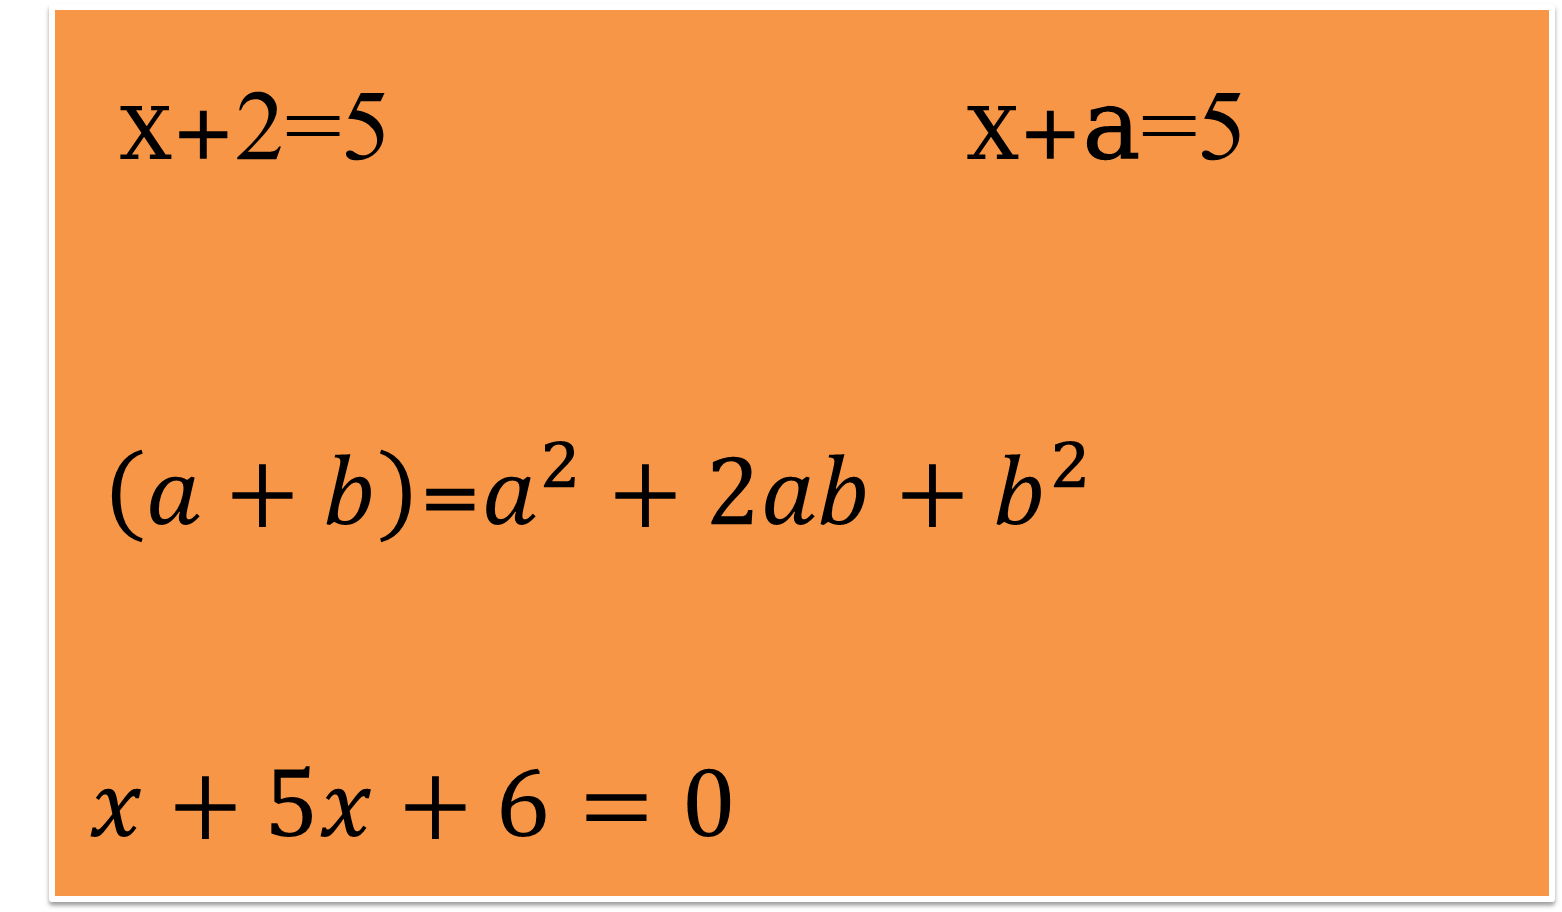 x+2=5 x+a=5
(a + b)=a² + 2ab + b²
x + 5x + 6 = 0